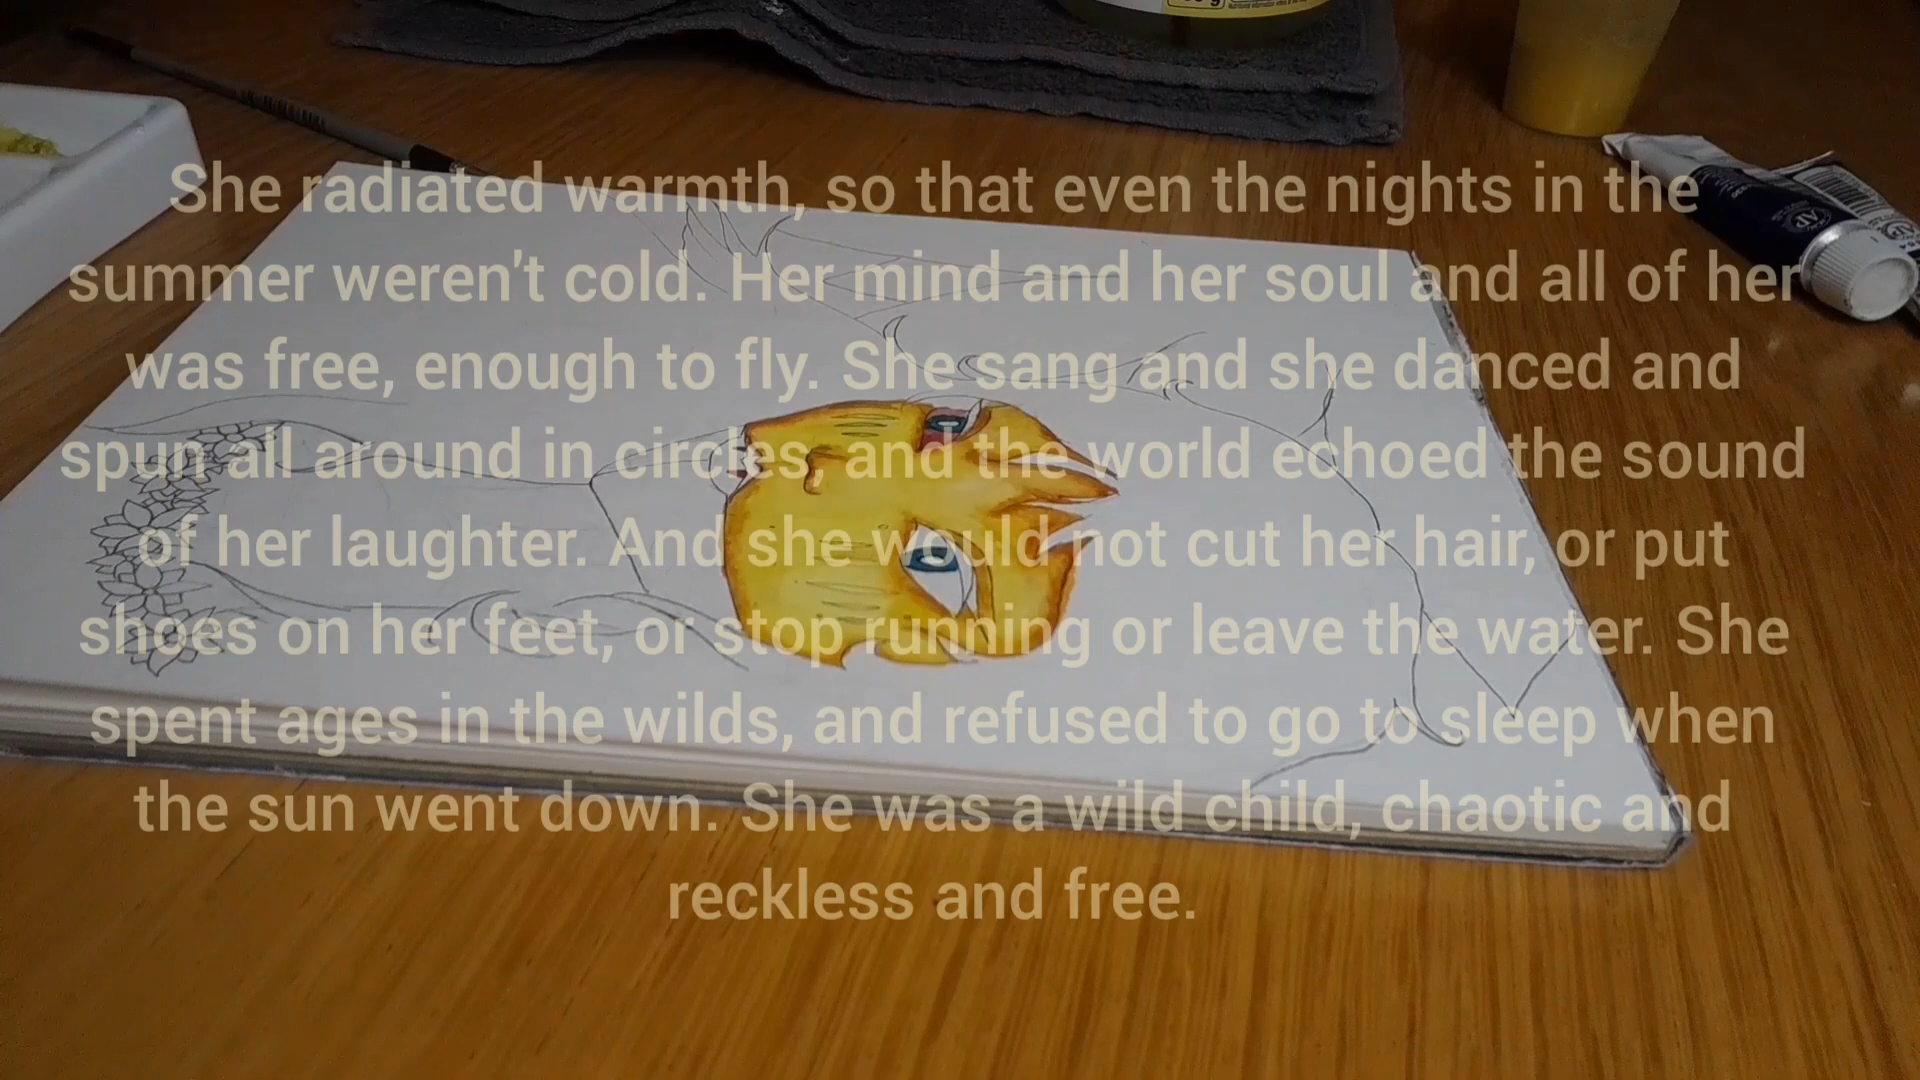 She radiated warmth, so that even the nights in the
summer weren't cold. Her mind and her soul and all of her
was free, enough to fly. She sang and she danced and
spun all around in circles, and the world echoed the sound
of her laughter. And she would not cut her hair, or put
shoes on her feet, or stop running or leave the water. She
spent ages in the wilds, and refused to go to sleep when
the sun went down. She was a wild child, chaotic and
reckless and free.